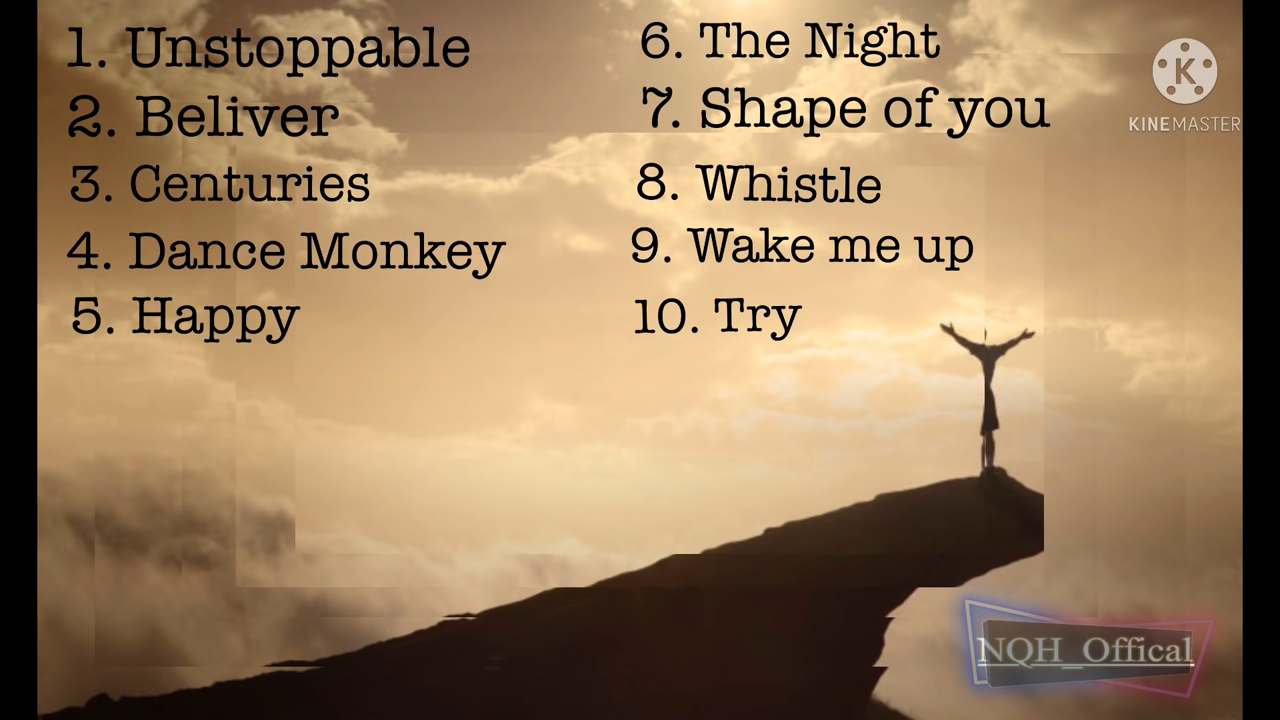 1. Unstoppable
2. Beliver
3. Centuries
4. Dance Monkey
5. Happy
6. The Night
7. Shape of you
8. Whistle
9. Wake me up
10. Try
K
KINEMASTER
NQH_Offical